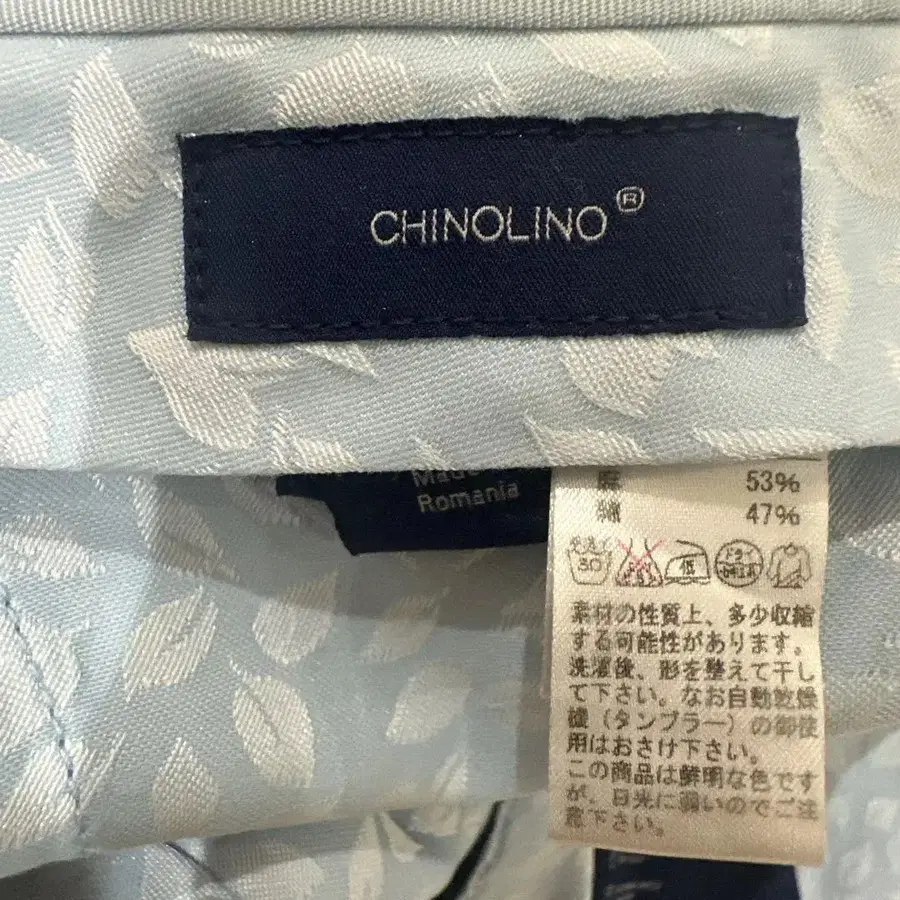 CHINOLINO®
Made
Romania
麻 53%
綿 47%
30
低
ドライ
素材の性質上、多少収縮
する可能性があります。
洗濯後、形を整えて干し
て下さい。なお自動乾燥
機（タンブラー）の御使
用はおさけ下さい。
この商品は鮮明な色です
が、日光に弱いのでご注
意下さい。